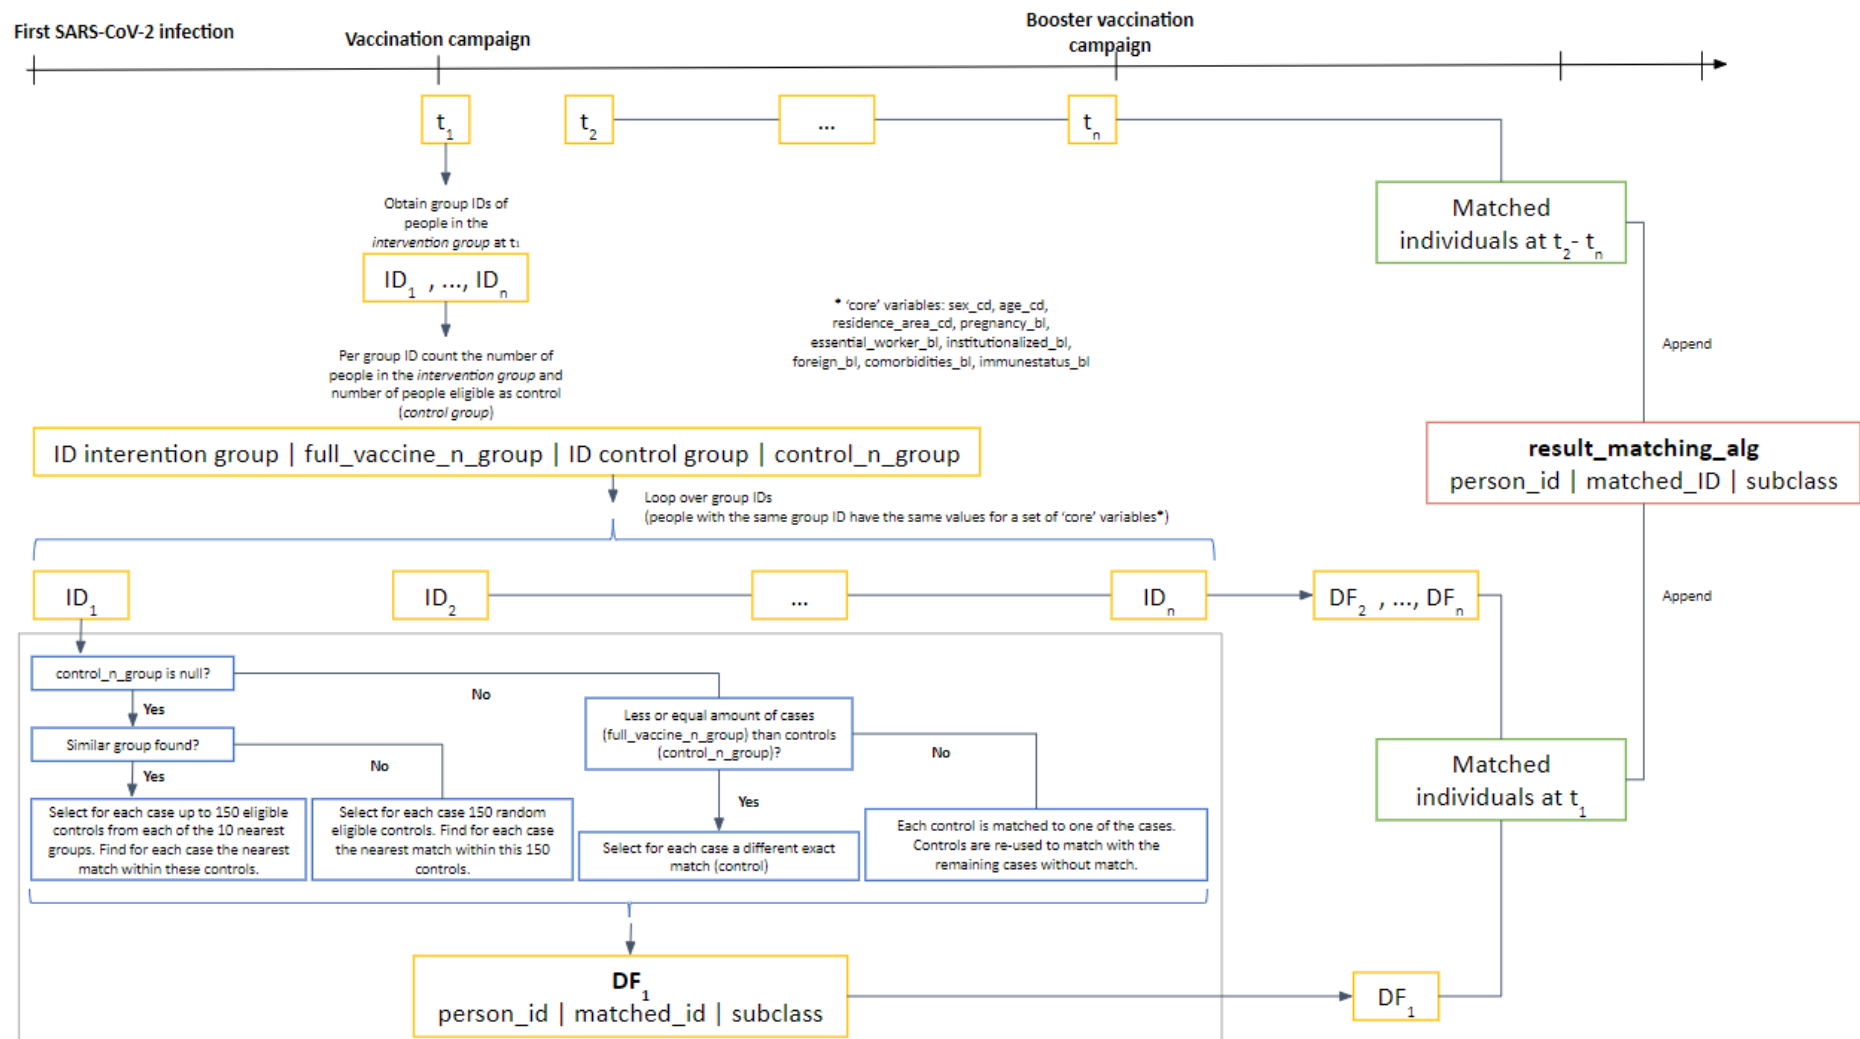 First SARS-CoV-2 infection
Vaccination campaign
Booster vaccination
campaign
t1
t2
...
tn
Obtain group IDs of
people in the
intervention group at t1
ID1 , ..., IDn
Per group ID count the number of
people in the intervention group and
number of people eligible as control
(control group)
* 'core' variables: sex_cd, age_cd,
residence_area_cd, pregnancy_bl,
essential_worker_bl, institutionalized_bl,
foreign_bl, comorbidities_bl, immunestatus_bl
Matched
individuals at t2- tn
Append
ID interention group | full_vaccine_n_group | ID control group | control_n_group
result_matching_alg
person_id | matched_ID | subclass
Loop over group IDs
(people with the same group ID have the same values for a set of 'core' variables*)
ID1
ID2
...
IDn
DF2 , ..., DFn
Append
control_n_group is null?
No
Yes
Similar group found?
No
Yes
Less or equal amount of cases
(full_vaccine_n_group) than controls
(control_n_group)?
No
Yes
Select for each case up to 150 eligible
controls from each of the 10 nearest
groups. Find for each case the nearest
match within these controls.
Select for each case 150 random
eligible controls. Find for each case
the nearest match within this 150
controls.
Select for each case a different exact
match (control)
Each control is matched to one of the cases.
Controls are re-used to match with the
remaining cases without match.
Matched
individuals at t1
DF1
person_id | matched_id | subclass
DF1